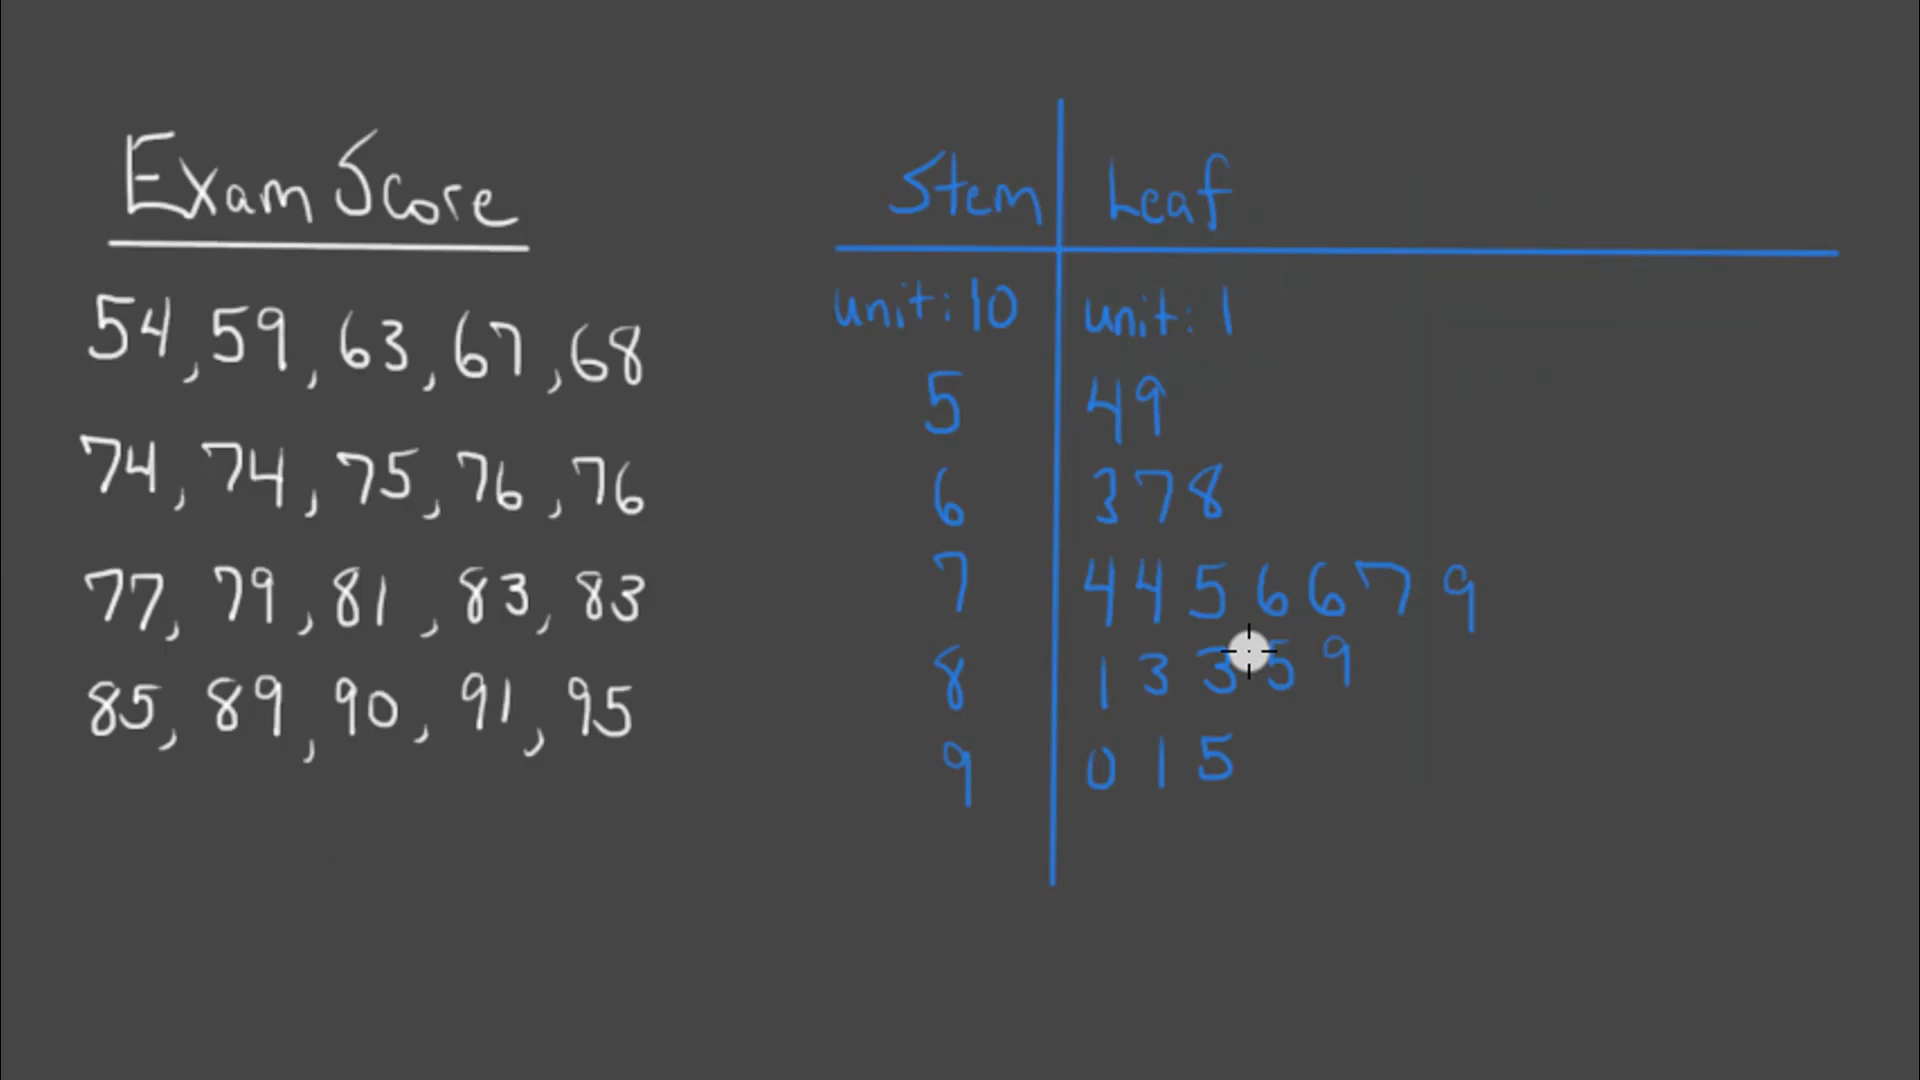 Exam Score
54, 59, 63, 67, 68
74, 74, 75, 76, 76
77, 79, 81, 83, 83
85, 89, 90, 91, 95
Stem Leaf
unit: 10 unit: 1
5 4 9
6 3 7 8
7 4 4 5 6 6 7 9
8 1 3 3 5 9
9 0 1 5